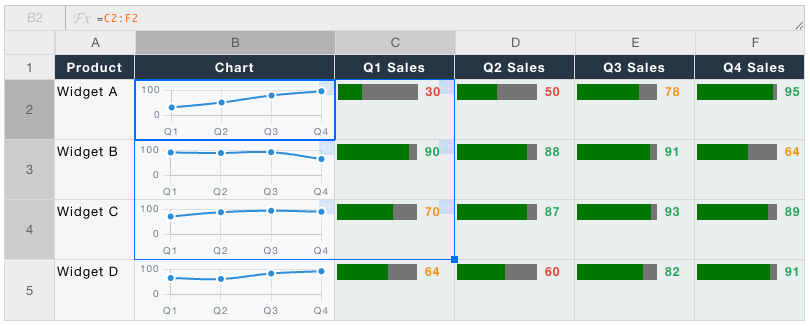 B2 Fx =C2:F2
A B C D E F
1 Product Chart Q1 Sales Q2 Sales Q3 Sales Q4 Sales
2 Widget A 100 0 Q1 Q2 Q3 Q4 30 50 78 95
3 Widget B 100 0 Q1 Q2 Q3 Q4 90 88 91 64
4 Widget C 100 0 Q1 Q2 Q3 Q4 70 87 93 89
5 Widget D 100 0 Q1 Q2 Q3 Q4 64 60 82 91